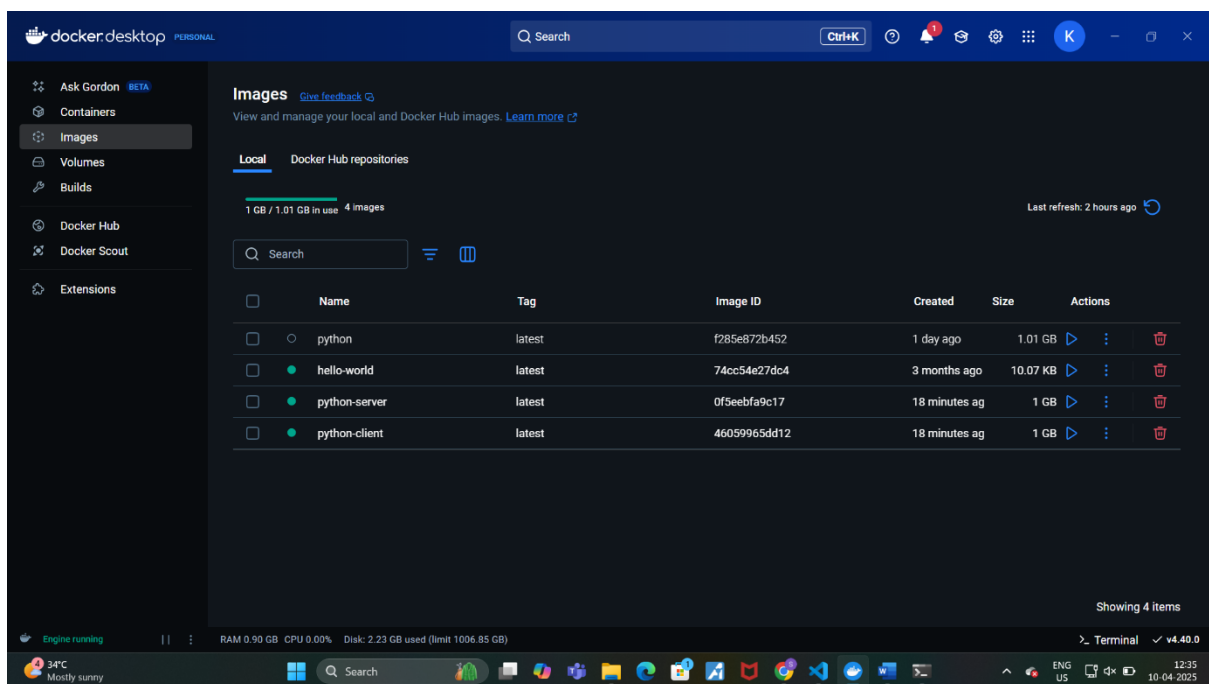 docker.desktop PERSONAL Search Ctrl+K 1 K
Ask Gordon BETA
Containers
Images
Volumes
Builds
Docker Hub
Docker Scout
Extensions
Images Give feedback
View and manage your local and Docker Hub images. Learn more
Local Docker Hub repositories
1 GB / 1.01 GB in use 4 images Last refresh: 2 hours ago
Search
Name Tag Image ID Created Size Actions
python latest f285e872b452 1 day ago 1.01 GB
hello-world latest 74cc54e27dc4 3 months ago 10.07 KB
python-server latest 0f5eebfa9c17 18 minutes ag 1 GB
python-client latest 46059965dd12 18 minutes ag 1 GB
Showing 4 items
Engine running RAM 0.90 GB CPU 0.00% Disk: 2.23 GB used (limit 1006.85 GB) >_ Terminal v4.40.0
4 34°C Search ENG 12:35
Mostly sunny US 10-04-2025